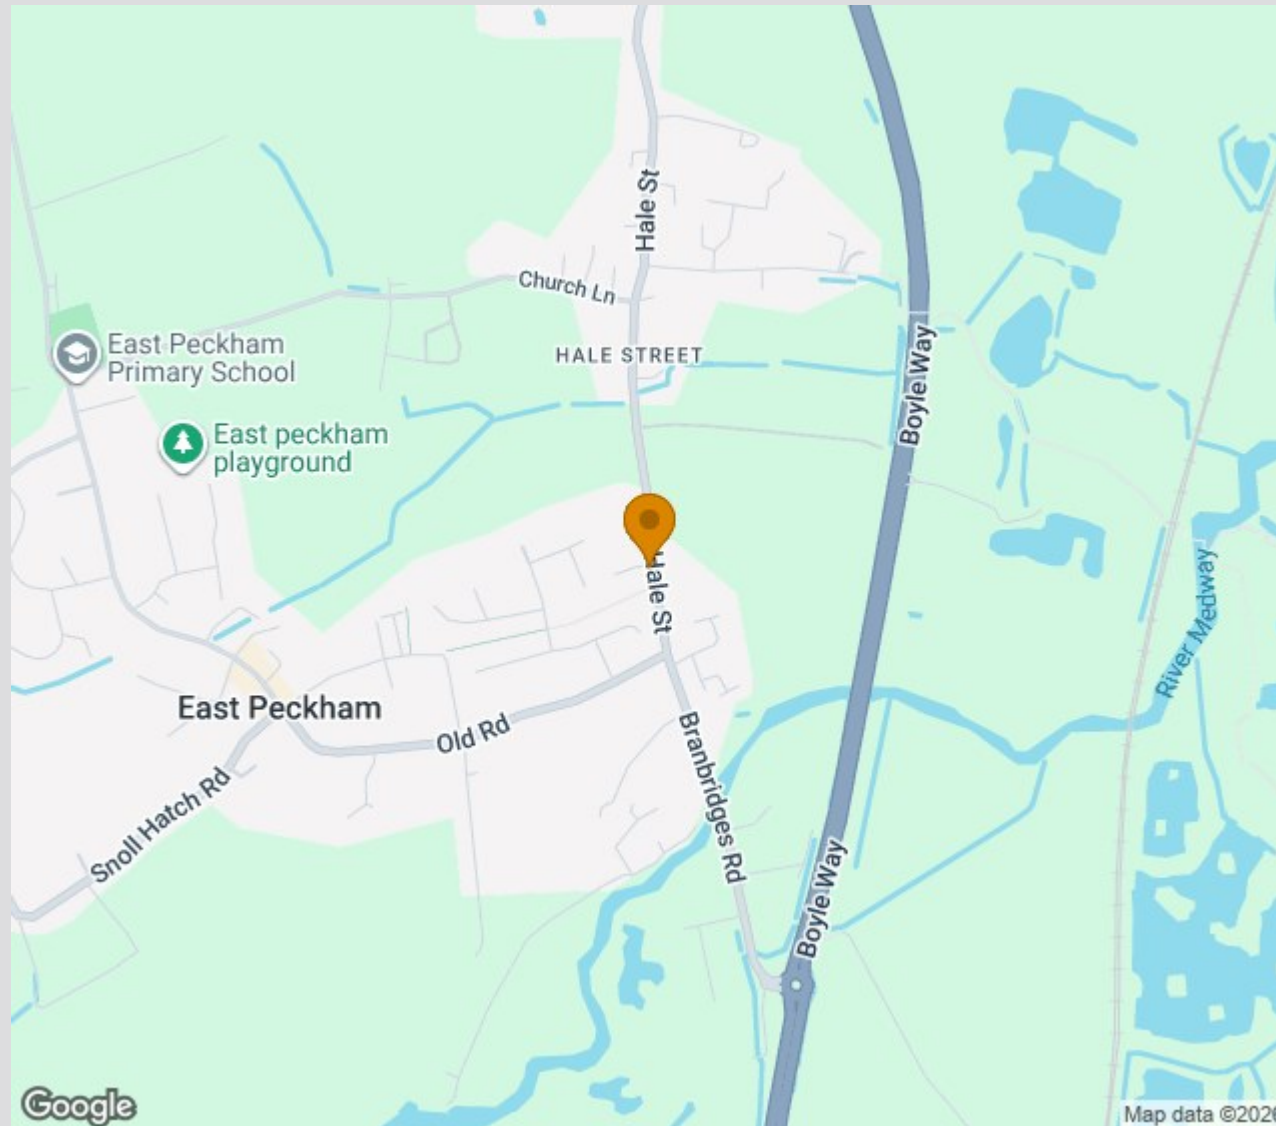 Hale St
Church Ln
HALE STREET
East Peckham
Primary School
East peckham
playground
Boyle Way
Hale St
River Medway
East Peckham
Old Rd
Branbridges Rd
Snoll Hatch Rd
Boyle Way
Google
Map data ©2026